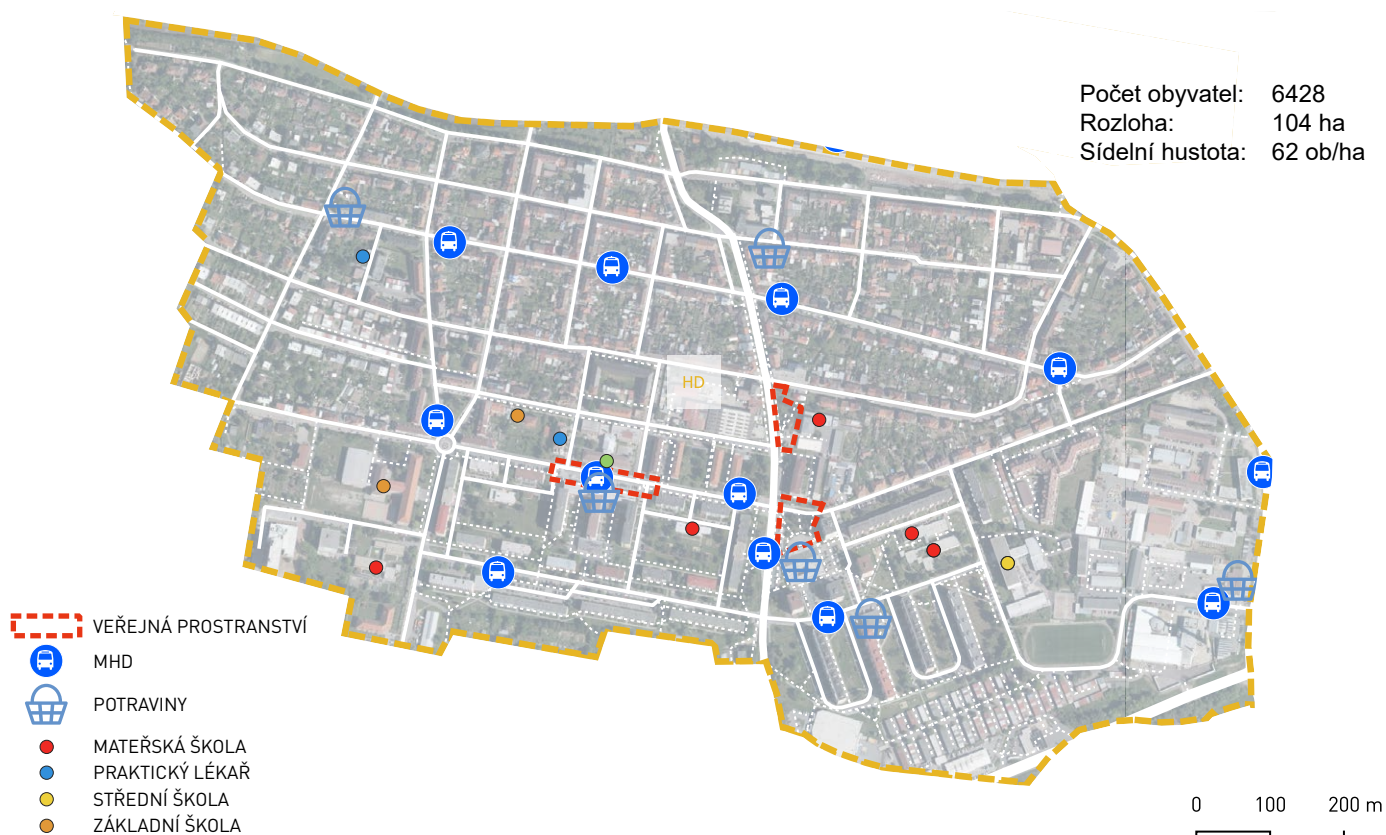 Počet obyvatel: 6428
Rozloha: 104 ha
Sídelní hustota: 62 ob/ha
HD
VEŘEJNÁ PROSTRANSTVÍ
MHD
POTRAVINY
MATEŘSKÁ ŠKOLA
PRAKTICKÝ LÉKAŘ
STŘEDNÍ ŠKOLA
ZÁKLADNÍ ŠKOLA
0 100 200 m